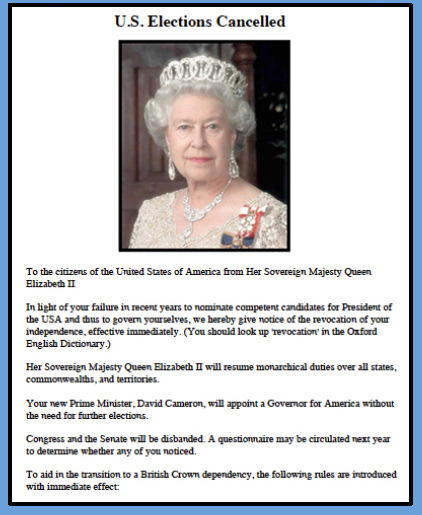 U.S. Elections Cancelled
To the citizens of the United States of America from Her Sovereign Majesty Queen
Elizabeth II
In light of your failure in recent years to nominate competent candidates for President of
the USA and thus to govern yourselves, we hereby give notice of the revocation of your
independence, effective immediately. (You should look up 'revocation' in the Oxford
English Dictionary.)
Her Sovereign Majesty Queen Elizabeth II will resume monarchical duties over all states,
commonwealths, and territories.
Your new Prime Minister, David Cameron, will appoint a Governor for America without
the need for further elections.
Congress and the Senate will be disbanded. A questionnaire may be circulated next year
to determine whether any of you noticed.
To aid in the transition to a British Crown dependency, the following rules are introduced
with immediate effect: